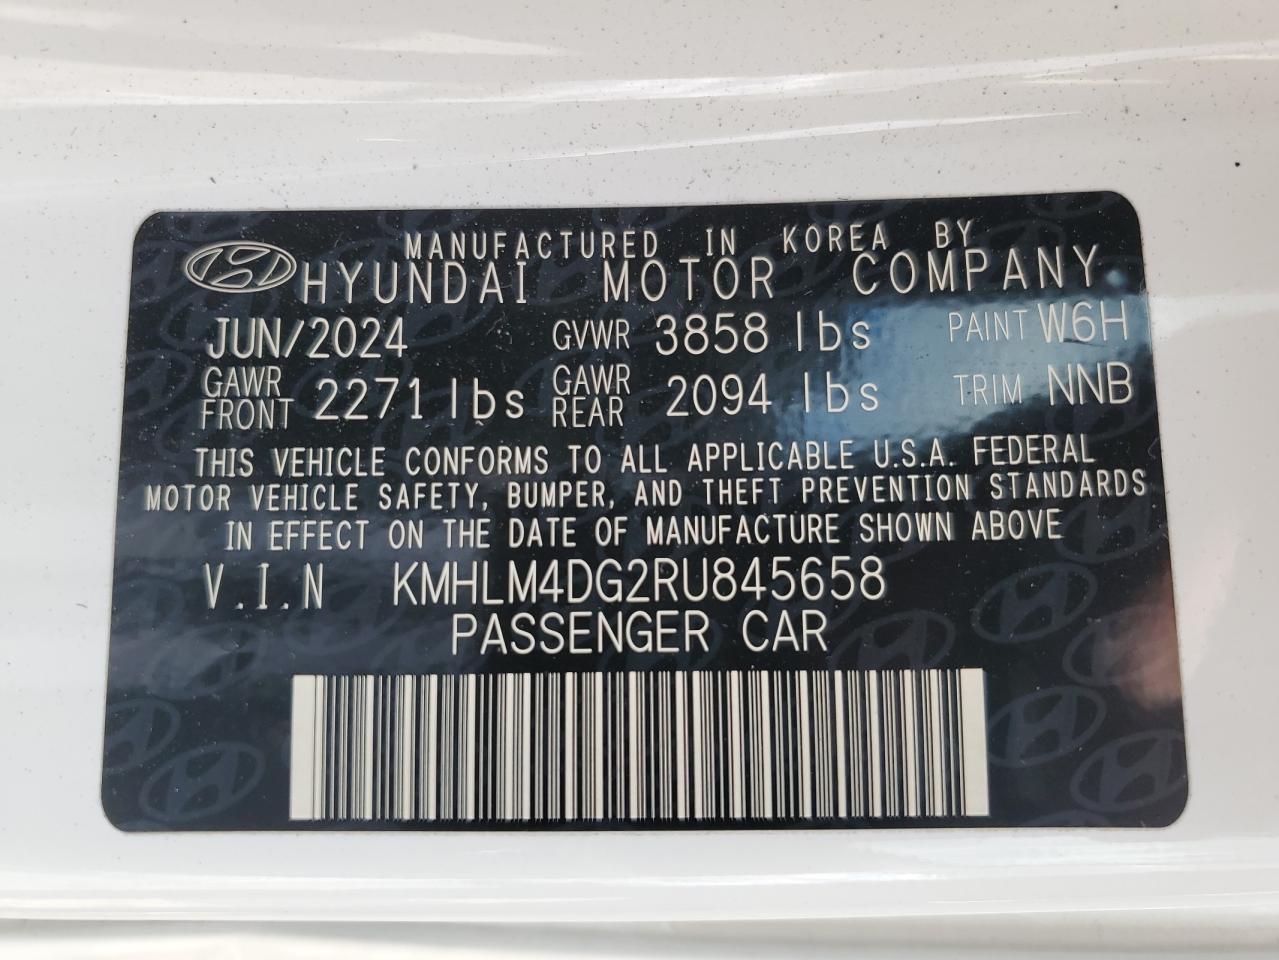 MANUFACTURED IN KOREA BY
HYUNDAI MOTOR COMPANY
JUN/2024 GVWR 3858 lbs PAINT W6H
GAWR FRONT 2271 lbs GAWR REAR 2094 lbs TRIM NNB
THIS VEHICLE CONFORMS TO ALL APPLICABLE U.S.A. FEDERAL
MOTOR VEHICLE SAFETY, BUMPER, AND THEFT PREVENTION STANDARDS
IN EFFECT ON THE DATE OF MANUFACTURE SHOWN ABOVE
V.I.N KMHLM4DG2RU845658
PASSENGER CAR